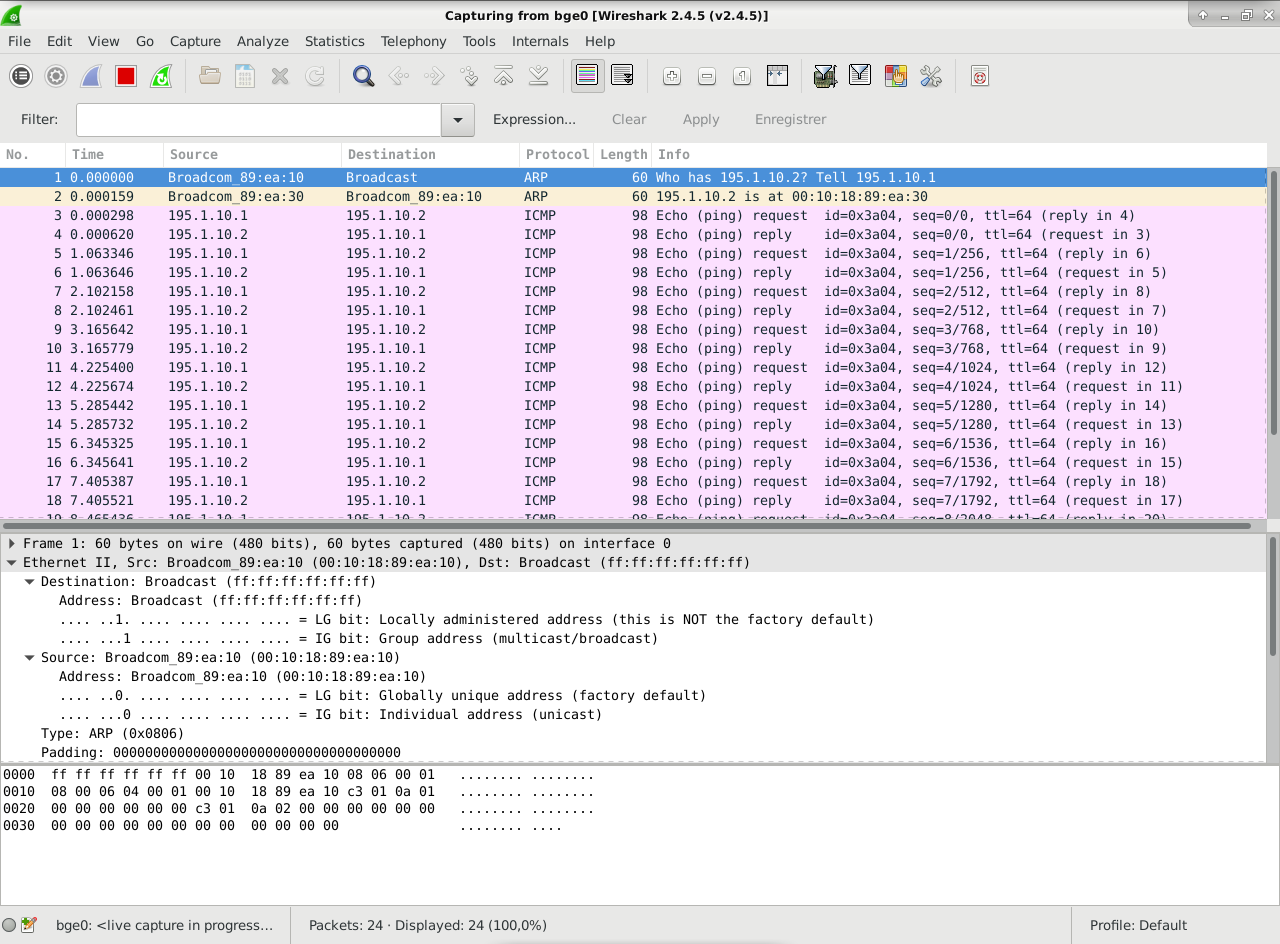 Capturing from bge0 [Wireshark 2.4.5 (v2.4.5)]
File Edit View Go Capture Analyze Statistics Telephony Tools Internals Help
Filter: Expression... Clear Apply Enregistrer
No. Time Source Destination Protocol Length Info
1 0.000000 Broadcom_89:ea:10 Broadcast ARP 60 Who has 195.1.10.2? Tell 195.1.10.1
2 0.000159 Broadcom_89:ea:30 Broadcom_89:ea:10 ARP 60 195.1.10.2 is at 00:10:18:89:ea:30
3 0.000298 195.1.10.1 195.1.10.2 ICMP 98 Echo (ping) request id=0x3a04, seq=0/0, ttl=64 (reply in 4)
4 0.000620 195.1.10.2 195.1.10.1 ICMP 98 Echo (ping) reply id=0x3a04, seq=0/0, ttl=64 (request in 3)
5 1.063346 195.1.10.1 195.1.10.2 ICMP 98 Echo (ping) request id=0x3a04, seq=1/256, ttl=64 (reply in 6)
6 1.063646 195.1.10.2 195.1.10.1 ICMP 98 Echo (ping) reply id=0x3a04, seq=1/256, ttl=64 (request in 5)
7 2.102158 195.1.10.1 195.1.10.2 ICMP 98 Echo (ping) request id=0x3a04, seq=2/512, ttl=64 (reply in 8)
8 2.102461 195.1.10.2 195.1.10.1 ICMP 98 Echo (ping) reply id=0x3a04, seq=2/512, ttl=64 (request in 7)
9 3.165642 195.1.10.1 195.1.10.2 ICMP 98 Echo (ping) request id=0x3a04, seq=3/768, ttl=64 (reply in 10)
10 3.165779 195.1.10.2 195.1.10.1 ICMP 98 Echo (ping) reply id=0x3a04, seq=3/768, ttl=64 (request in 9)
11 4.225400 195.1.10.1 195.1.10.2 ICMP 98 Echo (ping) request id=0x3a04, seq=4/1024, ttl=64 (reply in 12)
12 4.225674 195.1.10.2 195.1.10.1 ICMP 98 Echo (ping) reply id=0x3a04, seq=4/1024, ttl=64 (request in 11)
13 5.285442 195.1.10.1 195.1.10.2 ICMP 98 Echo (ping) request id=0x3a04, seq=5/1280, ttl=64 (reply in 14)
14 5.285732 195.1.10.2 195.1.10.1 ICMP 98 Echo (ping) reply id=0x3a04, seq=5/1280, ttl=64 (request in 13)
15 6.345325 195.1.10.1 195.1.10.2 ICMP 98 Echo (ping) request id=0x3a04, seq=6/1536, ttl=64 (reply in 16)
16 6.345641 195.1.10.2 195.1.10.1 ICMP 98 Echo (ping) reply id=0x3a04, seq=6/1536, ttl=64 (request in 15)
17 7.405387 195.1.10.1 195.1.10.2 ICMP 98 Echo (ping) request id=0x3a04, seq=7/1792, ttl=64 (reply in 18)
18 7.405521 195.1.10.2 195.1.10.1 ICMP 98 Echo (ping) reply id=0x3a04, seq=7/1792, ttl=64 (request in 17)
Frame 1: 60 bytes on wire (480 bits), 60 bytes captured (480 bits) on interface 0
Ethernet II, Src: Broadcom_89:ea:10 (00:10:18:89:ea:10), Dst: Broadcast (ff:ff:ff:ff:ff:ff)
Destination: Broadcast (ff:ff:ff:ff:ff:ff)
Address: Broadcast (ff:ff:ff:ff:ff:ff)
.... ..1. .... .... .... .... = LG bit: Locally administered address (this is NOT the factory default)
.... ...1 .... .... .... .... = IG bit: Group address (multicast/broadcast)
Source: Broadcom_89:ea:10 (00:10:18:89:ea:10)
Address: Broadcom_89:ea:10 (00:10:18:89:ea:10)
.... ..0. .... .... .... .... = LG bit: Globally unique address (factory default)
.... ...0 .... .... .... .... = IG bit: Individual address (unicast)
Type: ARP (0x0806)
Padding: 000000000000000000000000000000000000
0000 ff ff ff ff ff ff 00 10 18 89 ea 10 08 06 00 01 ........ ........
0010 08 00 06 04 00 01 00 10 18 89 ea 10 c3 01 0a 01 ........ ........
0020 00 00 00 00 00 00 c3 01 0a 02 00 00 00 00 00 00 ........ ........
0030 00 00 00 00 00 00 00 00 00 00 00 00 ........ ....
bge0: <live capture in progress... Packets: 24 · Displayed: 24 (100,0%) Profile: Default